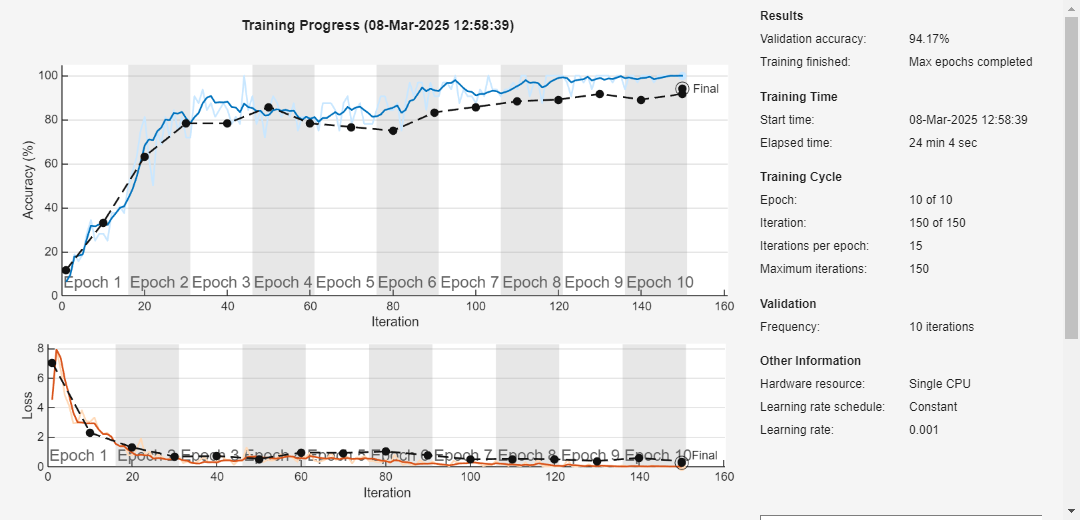 Training Progress (08-Mar-2025 12:58:39)
100
80
60
40
20
0
Accuracy (%)
Final
Epoch 1 Epoch 2 Epoch 3 Epoch 4 Epoch 5 Epoch 6 Epoch 7 Epoch 8 Epoch 9 Epoch 10
0 20 40 60 80 100 120 140 160
Iteration
8
6
4
2
0
Loss
Epoch 1 Epoch 2 Epoch 3 Epoch 4 Epoch 5 Epoch 6 Epoch 7 Epoch 8 Epoch 9 Epoch 10 Final
0 20 40 60 80 100 120 140 160
Iteration
Results
Validation accuracy: 94.17%
Training finished: Max epochs completed
Training Time
Start time: 08-Mar-2025 12:58:39
Elapsed time: 24 min 4 sec
Training Cycle
Epoch: 10 of 10
Iteration: 150 of 150
Iterations per epoch: 15
Maximum iterations: 150
Validation
Frequency: 10 iterations
Other Information
Hardware resource: Single CPU
Learning rate schedule: Constant
Learning rate: 0.001